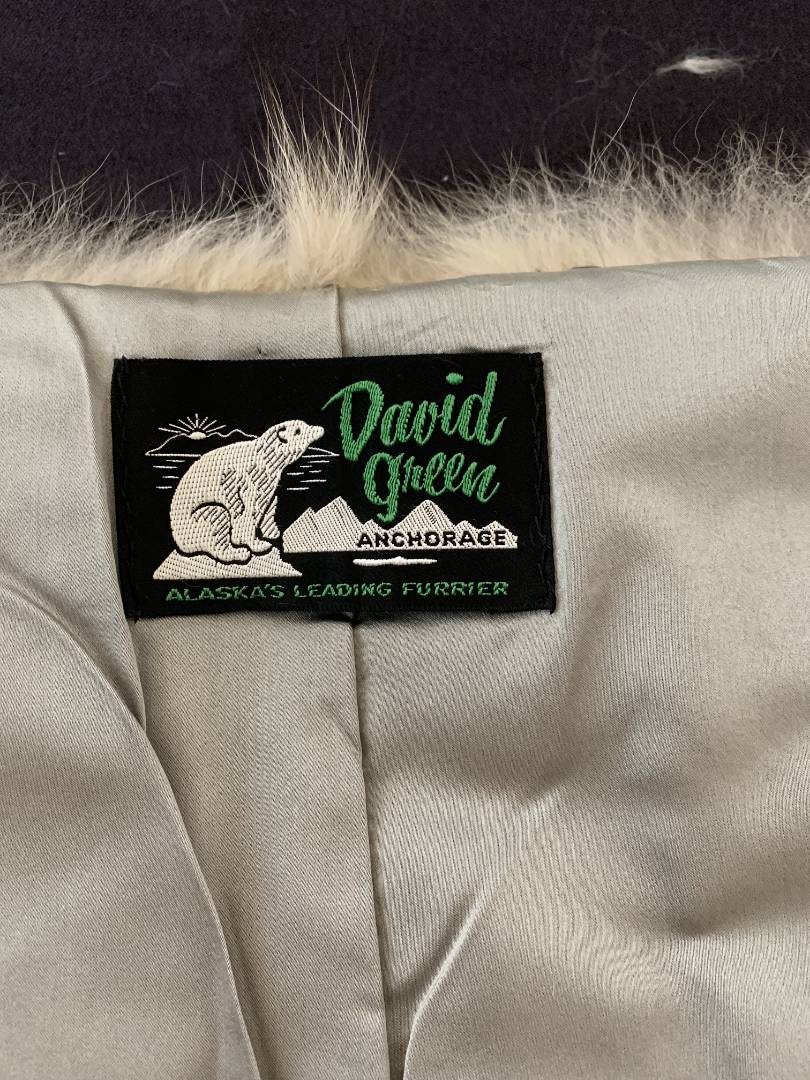 David
green
ANCHORAGE
ALASKA'S LEADING FURRIER